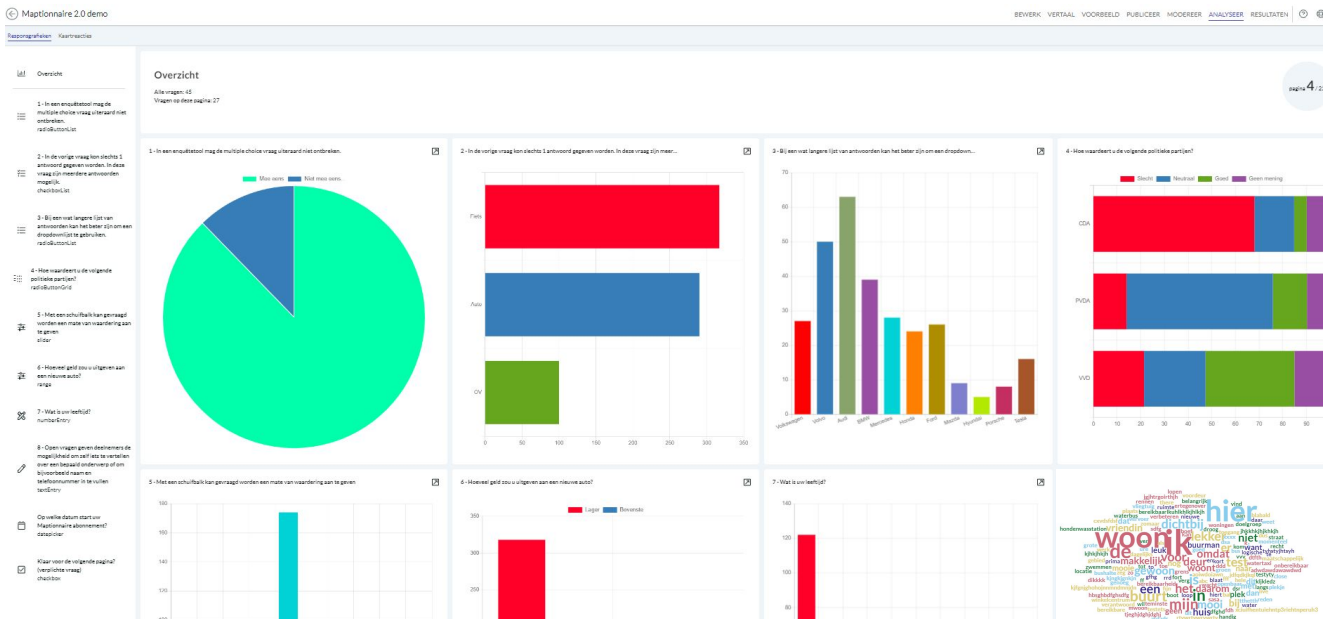 Maptionnaire 2.0 demo
BEWERK VERTAAL VOORBEELD PUBLICEER MODEREER ANALYSEER RESULTATEN
Responsgrafieken Kaartreacties
Overzicht
1 - In een enquêtetool mag de
multiple choice vraag uiteraard niet
ontbreken.
radioButtonList
2 - In de vorige vraag kon slechts 1
antwoord gegeven worden. In deze
vraag zijn meerdere antwoorden
mogelijk.
checkboxList
3 - Bij een wat langere lijst van
antwoorden kan het beter zijn om een
dropdownlijst te gebruiken.
radioButtonList
4 - Hoe waardeert u de volgende
politieke partijen?
radioButtonGrid
5 - Met een schuifbalk kan gevraagd
worden een mate van waardering aan
te geven
slider
6 - Hoeveel geld zou u uitgeven aan
een nieuwe auto?
range
7 - Wat is uw leeftijd?
numberEntry
8 - Open vragen geven deelnemers de
mogelijkheid om zelf iets te vertellen
over een bepaald onderwerp of om
bijvoorbeeld naam en
telefoonnummer in te vullen
textEntry
Op welke datum start uw
Maptionnaire abonnement?
datepicker
Klaar voor de volgende pagina?
(verplichte vraag)
checkbox
Overzicht
Alle vragen: 45
Vragen op deze pagina: 27
pagina 4
1 - In een enquêtetool mag de multiple choice vraag uiteraard niet ontbreken.
Mee eens Niet mee eens
2 - In de vorige vraag kon slechts 1 antwoord gegeven worden. In deze vraag zijn meer...
Fiets
Auto
OV
0 50 100 150 200 250 300 350
3 - Bij een wat langere lijst van antwoorden kan het beter zijn om een dropdown...
70
60
50
40
30
20
10
0
Volkswagen Volvo Audi BMW Mercedes Honda Ford Mazda Hyundai Porsche Tesla
4 - Hoe waardeert u de volgende politieke partijen?
Slecht Neutraal Goed Geen mening
CDA
PVDA
VVD
0 10 20 30 40 50 60 70 80 90
5 - Met een schuifbalk kan gevraagd worden een mate van waardering aan te geven
180
160
140
120
6 - Hoeveel geld zou u uitgeven aan een nieuwe auto?
Lager Bovenste
350
300
250
7 - Wat is uw leeftijd?
140
120
100
80
hier
dichtbij
vriendin
woon
ik
lekker
niet
de
leuk
buurman
omdat
want
makkelijk
voor
deur
test
gewoon
woont
is
een
het
daarom
buurt
in
plek
dan
mijn
mooi
bij
water
huis
geen